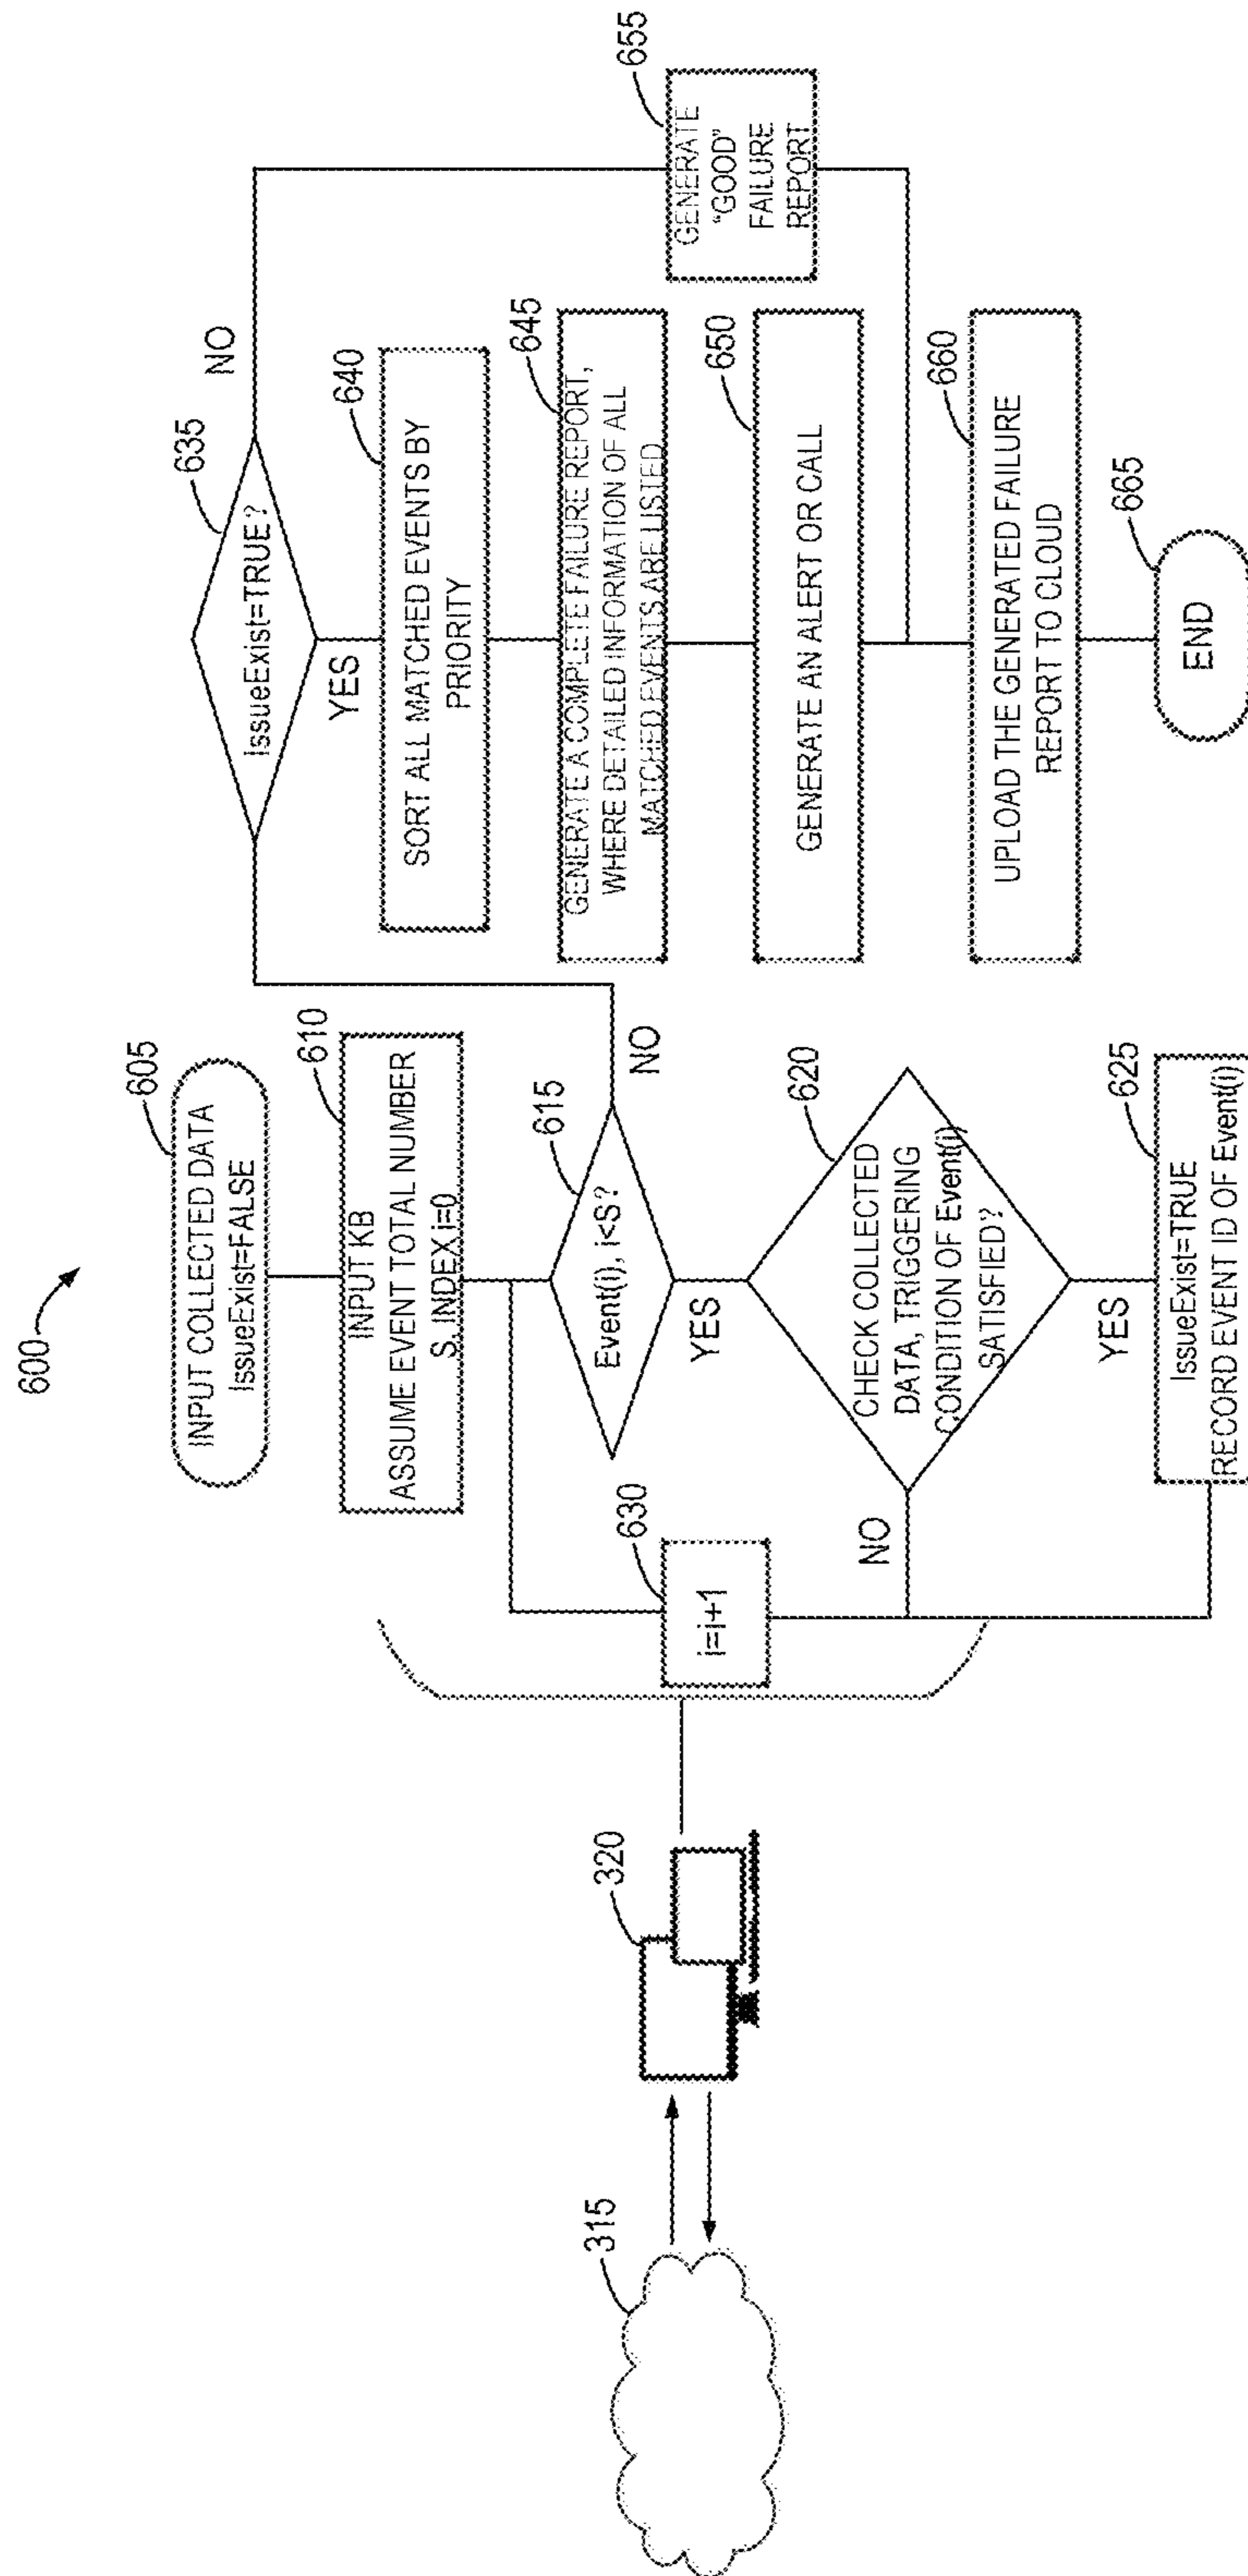 600
315
320
605
INPUT COLLECTED DATA
IssueExist=FALSE
610
INPUT KB
ASSUME EVENT TOTAL NUMBER
S, INDEX i=0
615
Event(i), i<S?
NO
YES
620
CHECK COLLECTED
DATA, TRIGGERING
CONDITION OF Event(i)
SATISFIED?
NO
YES
625
IssueExist=TRUE
RECORD EVENT ID OF Event(i)
630
i=i+1
635
IssueExist=TRUE?
NO
YES
640
SORT ALL MATCHED EVENTS BY
PRIORITY
645
GENERATE A COMPLETE FAILURE REPORT,
WHERE DETAILED INFORMATION OF ALL
MATCHED EVENTS ARE LISTED
650
GENERATE AN ALERT OR CALL
655
GENERATE
"GOOD"
FAILURE
REPORT
660
UPLOAD THE GENERATED FAILURE
REPORT TO CLOUD
665
END